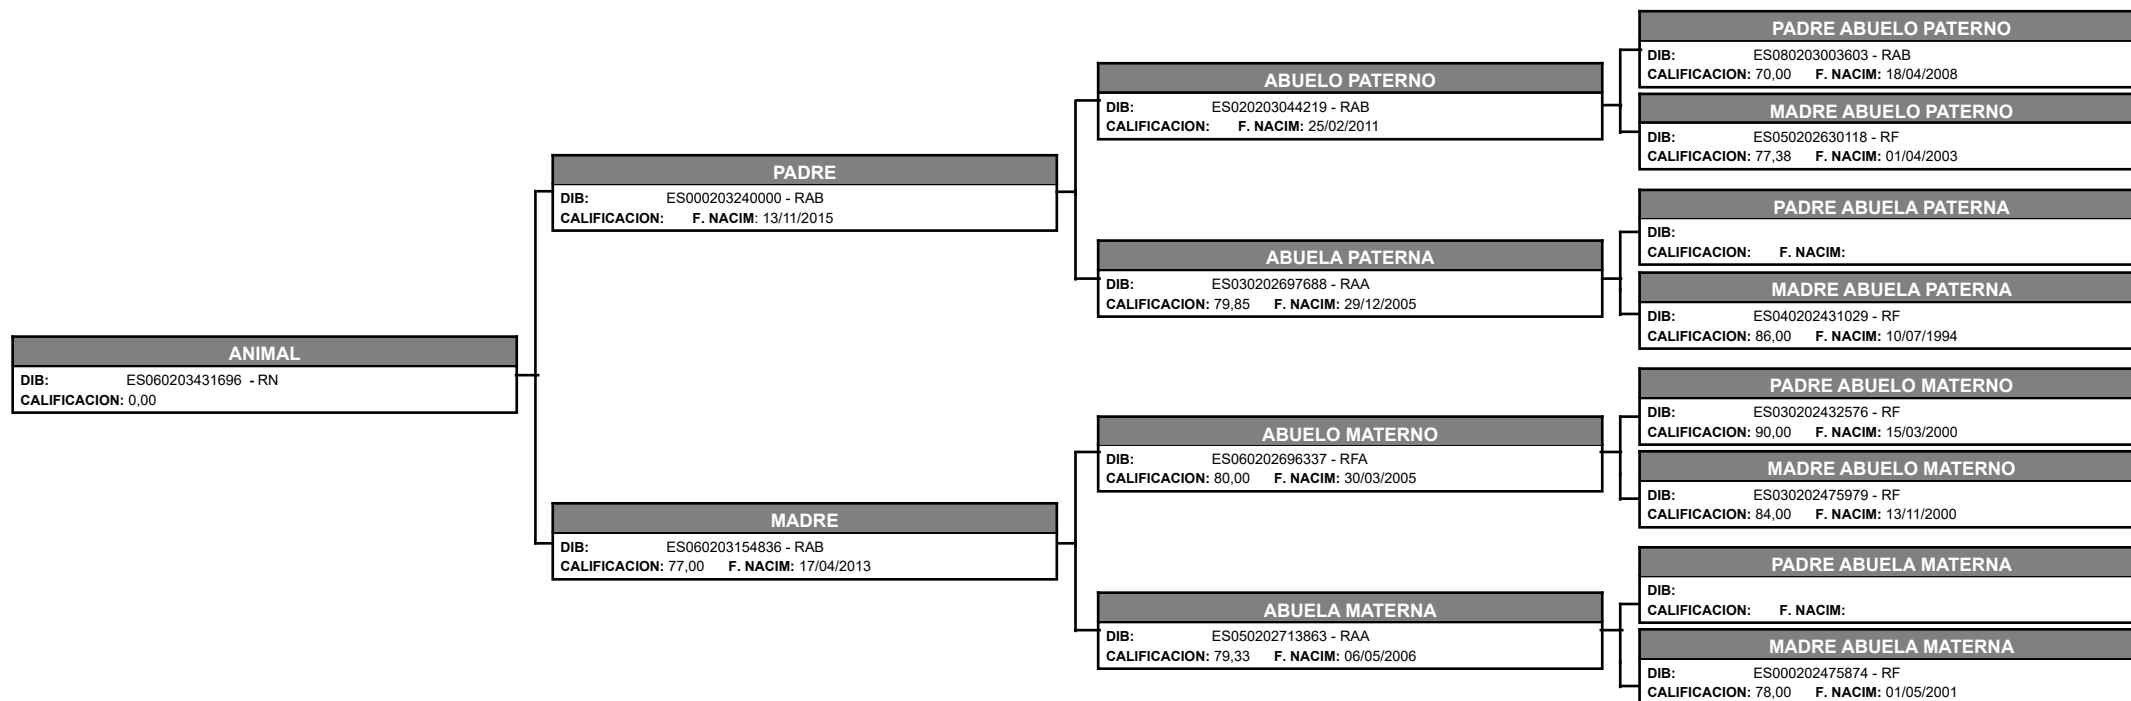 PADRE ABUELO PATERNO
DIB: ES080203003603 - RAB
CALIFICACION: 70,00 F. NACIM: 18/04/2008
ABUELO PATERNO
DIB: ES020203044219 - RAB
CALIFICACION: F. NACIM: 25/02/2011
MADRE ABUELO PATERNO
DIB: ES050202630118 - RF
CALIFICACION: 77,38 F. NACIM: 01/04/2003
PADRE
DIB: ES000203240000 - RAB
CALIFICACION: F. NACIM: 13/11/2015
PADRE ABUELA PATERNA
DIB:
CALIFICACION: F. NACIM:
ABUELA PATERNA
DIB: ES030202697688 - RAA
CALIFICACION: 79,85 F. NACIM: 29/12/2005
MADRE ABUELA PATERNA
DIB: ES040202431029 - RF
CALIFICACION: 86,00 F. NACIM: 10/07/1994
ANIMAL
DIB: ES060203431696 - RN
CALIFICACION: 0,00
PADRE ABUELO MATERNO
DIB: ES030202432576 - RF
CALIFICACION: 90,00 F. NACIM: 15/03/2000
ABUELO MATERNO
DIB: ES060202696337 - RFA
CALIFICACION: 80,00 F. NACIM: 30/03/2005
MADRE ABUELO MATERNO
DIB: ES030202475979 - RF
CALIFICACION: 84,00 F. NACIM: 13/11/2000
MADRE
DIB: ES060203154836 - RAB
CALIFICACION: 77,00 F. NACIM: 17/04/2013
PADRE ABUELA MATERNA
DIB:
CALIFICACION: F. NACIM:
ABUELA MATERNA
DIB: ES050202713863 - RAA
CALIFICACION: 79,33 F. NACIM: 06/05/2006
MADRE ABUELA MATERNA
DIB: ES000202475874 - RF
CALIFICACION: 78,00 F. NACIM: 01/05/2001